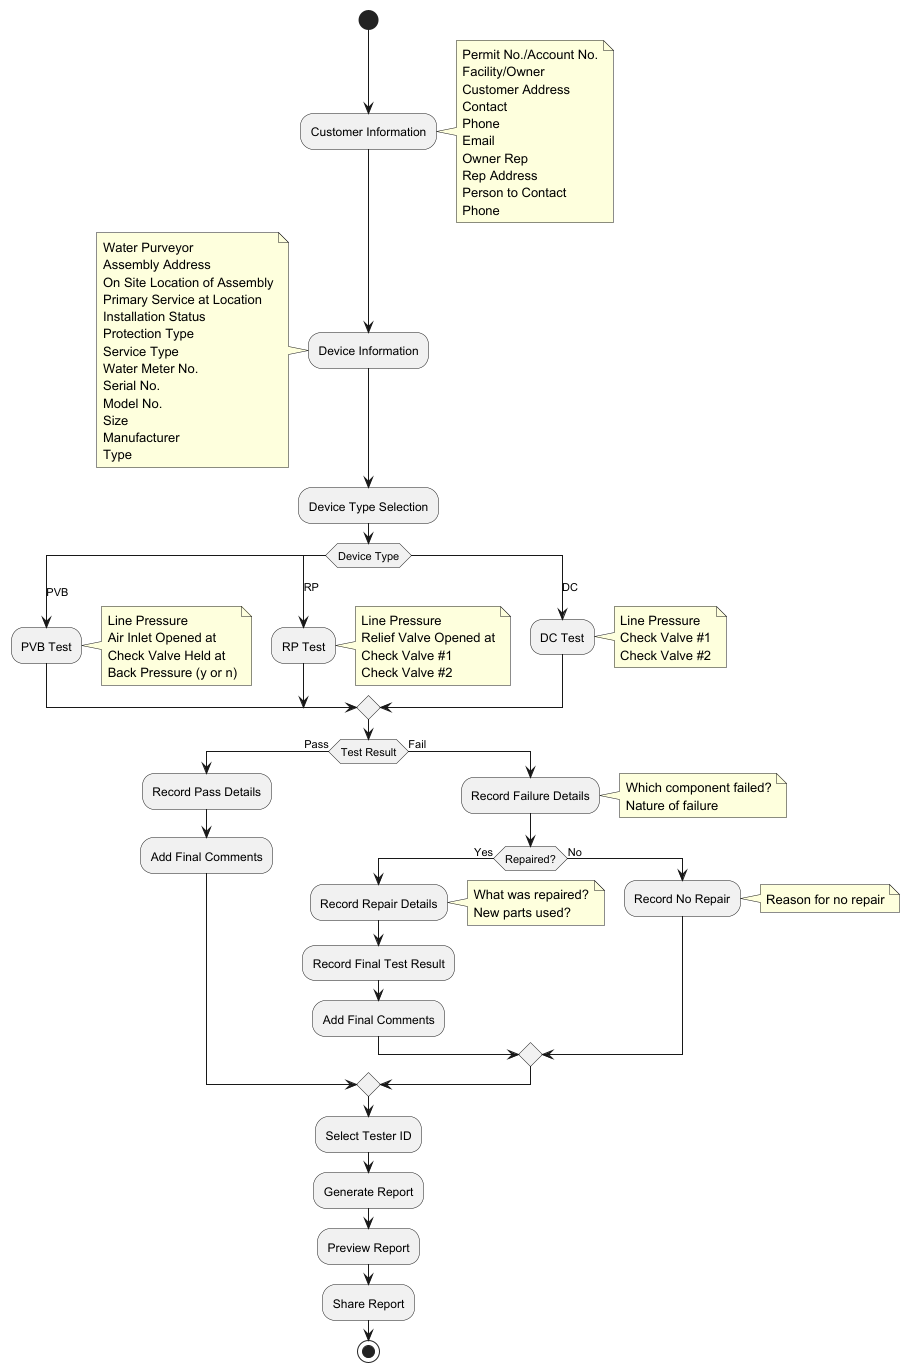 Permit No./Account No.
Facility/Owner
Customer Address
Contact
Phone
Email
Owner Rep
Rep Address
Person to Contact
Phone
Customer Information
Water Purveyor
Assembly Address
On Site Location of Assembly
Primary Service at Location
Installation Status
Protection Type
Service Type
Water Meter No.
Serial No.
Model No.
Size
Manufacturer
Type
Device Information
Device Type Selection
Device Type
PVB
RP
DC
PVB Test
Line Pressure
Air Inlet Opened at
Check Valve Held at
Back Pressure (y or n)
RP Test
Line Pressure
Relief Valve Opened at
Check Valve #1
Check Valve #2
DC Test
Line Pressure
Check Valve #1
Check Valve #2
Pass
Test Result
Fail
Record Pass Details
Add Final Comments
Record Failure Details
Which component failed?
Nature of failure
Yes
Repaired?
No
Record Repair Details
What was repaired?
New parts used?
Record No Repair
Reason for no repair
Record Final Test Result
Add Final Comments
Select Tester ID
Generate Report
Preview Report
Share Report